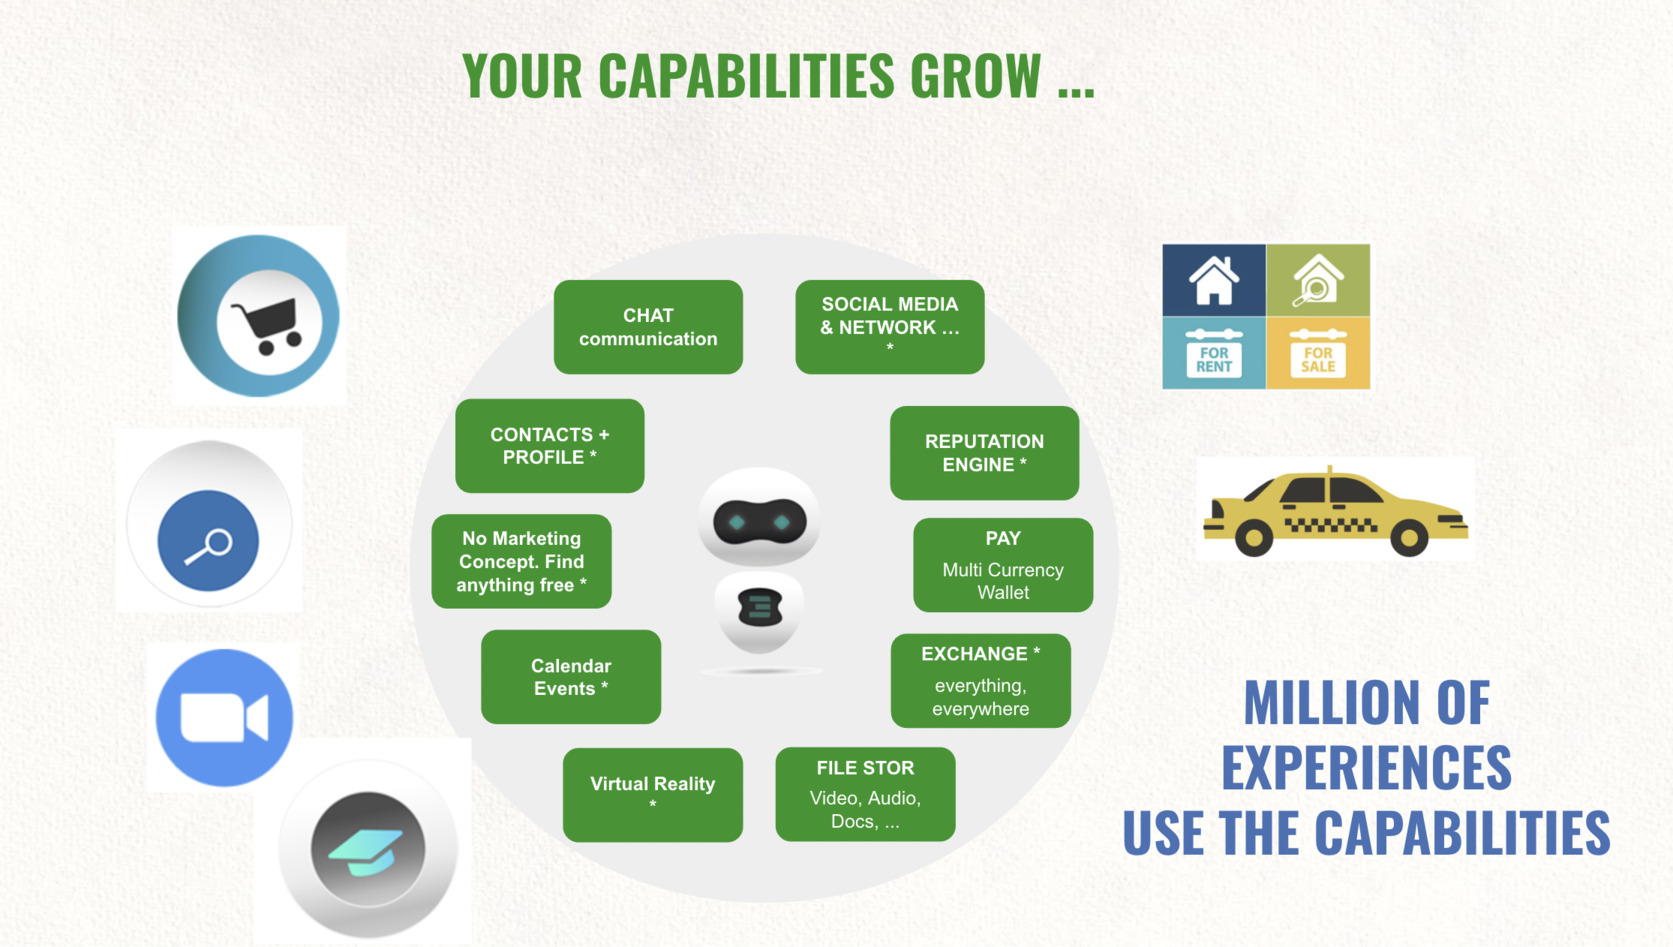 YOUR CAPABILITIES GROW ...
CHAT
communication
SOCIAL MEDIA
& NETWORK ...
*
CONTACTS +
PROFILE *
REPUTATION
ENGINE *
No Marketing
Concept. Find
anything free *
PAY
Multi Currency
Wallet
Calendar
Events *
EXCHANGE *
everything,
everywhere
Virtual Reality
*
FILE STOR
Video, Audio,
Docs, ...
FOR
RENT
FOR
SALE
MILLION OF
EXPERIENCES
USE THE CAPABILITIES